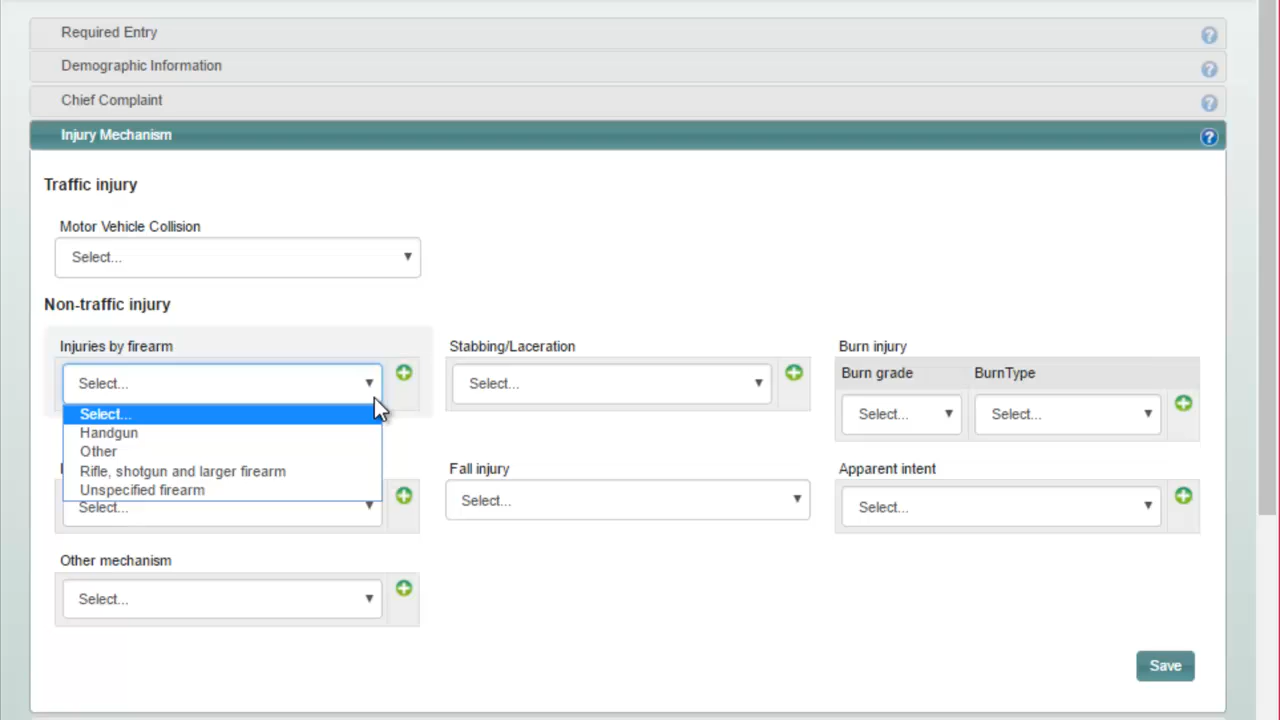 Required Entry
Demographic Information
Chief Complaint
Injury Mechanism
Traffic injury
Motor Vehicle Collision
Select...
Non-traffic injury
Injuries by firearm
Stabbing/Laceration
Burn injury
Burn grade
BurnType
Select...
Select...
Select...
Select...
Select...
Handgun
Other
Rifle, shotgun and larger firearm
Unspecified firearm
Fall injury
Apparent intent
Select...
Select...
Select...
Other mechanism
Select...
Save